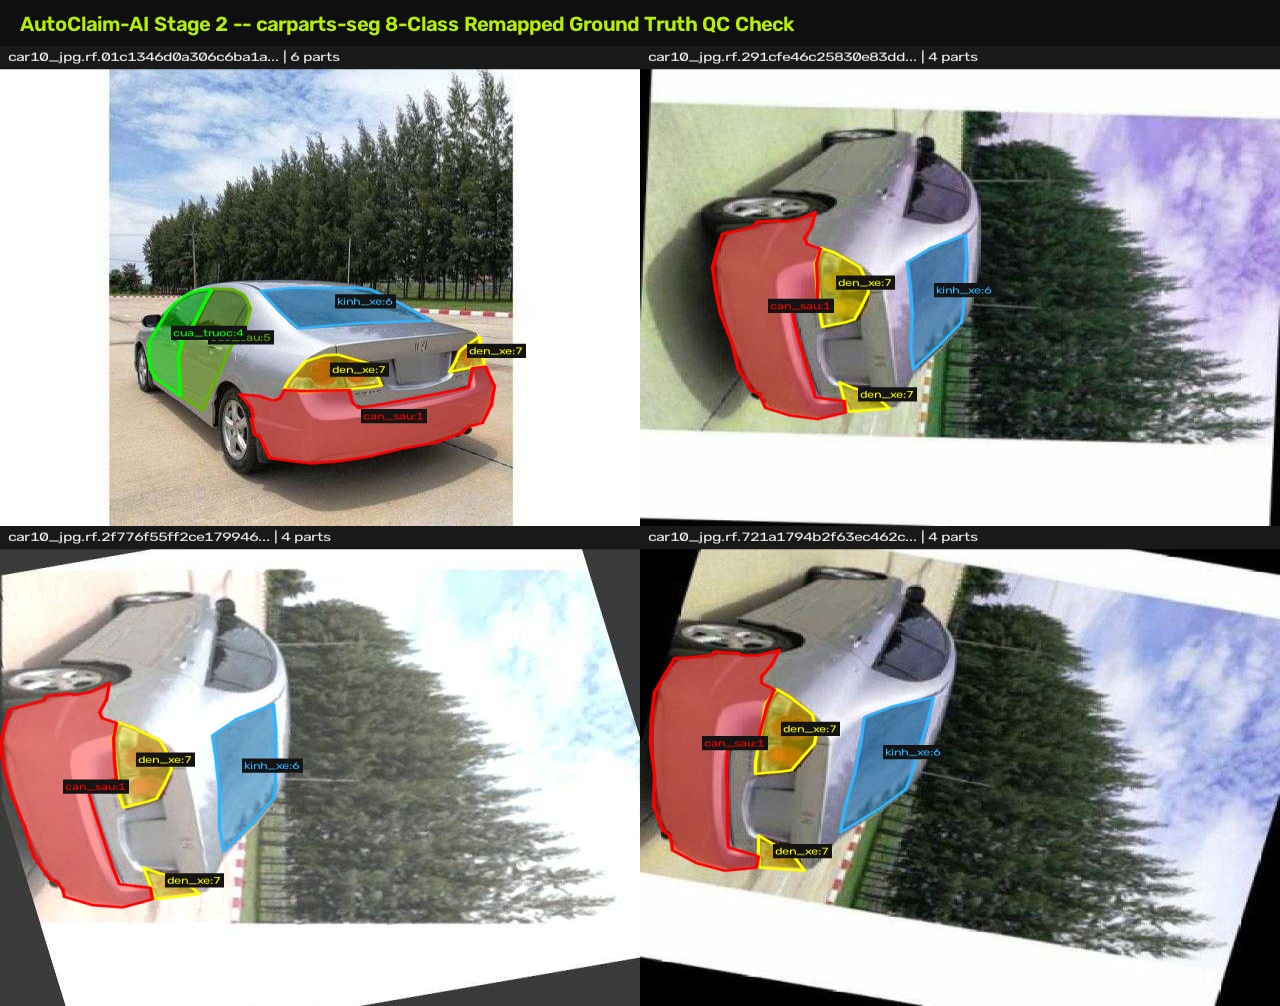 AutoClaim-AI Stage 2 -- carparts-seg 8-Class Remapped Ground Truth QC Check
car10_jpg.rf.01c1346d0a306c6ba1a... | 6 parts
car10_jpg.rf.291cfe46c25830e83dd... | 4 parts
kinh_xe:6
cua_truoc:4
au:5
den_xe:7
den_xe:7
can_sau:1
den_xe:7
kinh_xe:6
can_sau:1
den_xe:7
car10_jpg.rf.2f776f55ff2ce179946... | 4 parts
car10_jpg.rf.721a1794b2f63ec462c... | 4 parts
den_xe:7
kinh_xe:6
can_sau:1
den_xe:7
den_xe:7
can_sau:1
kinh_xe:6
den_xe:7